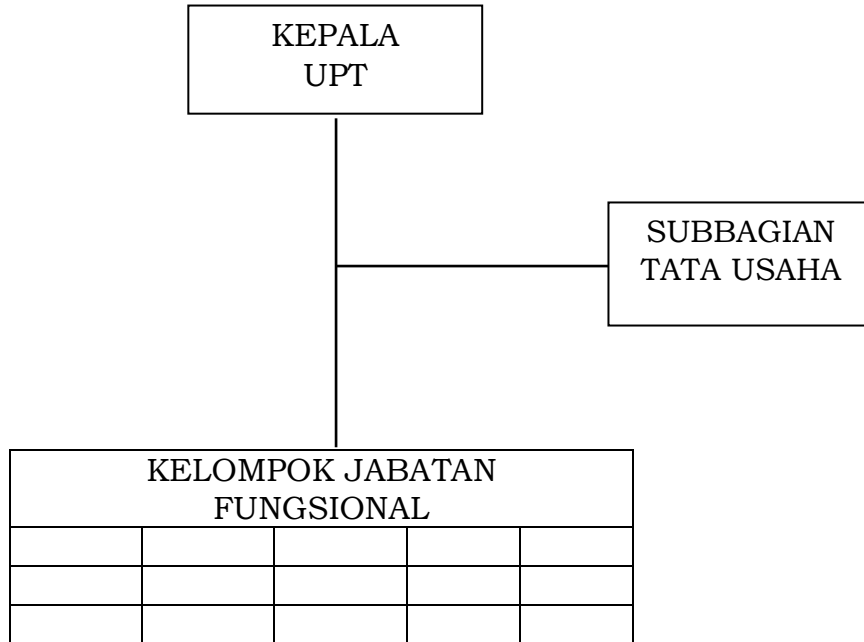 KEPALA
UPT
SUBBAGIAN
TATA USAHA
KELOMPOK JABATAN
FUNGSIONAL